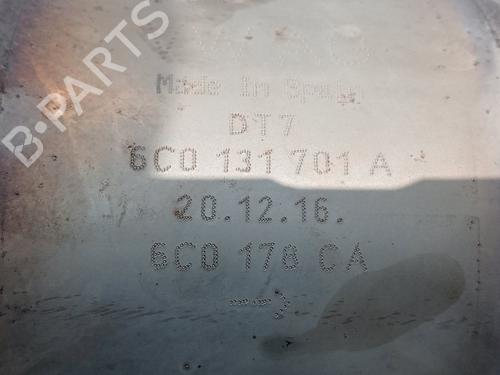 B-PARTS
Made in Spain
DT7
6C0 131 701 A
20.12.16.
6C0 178 CA